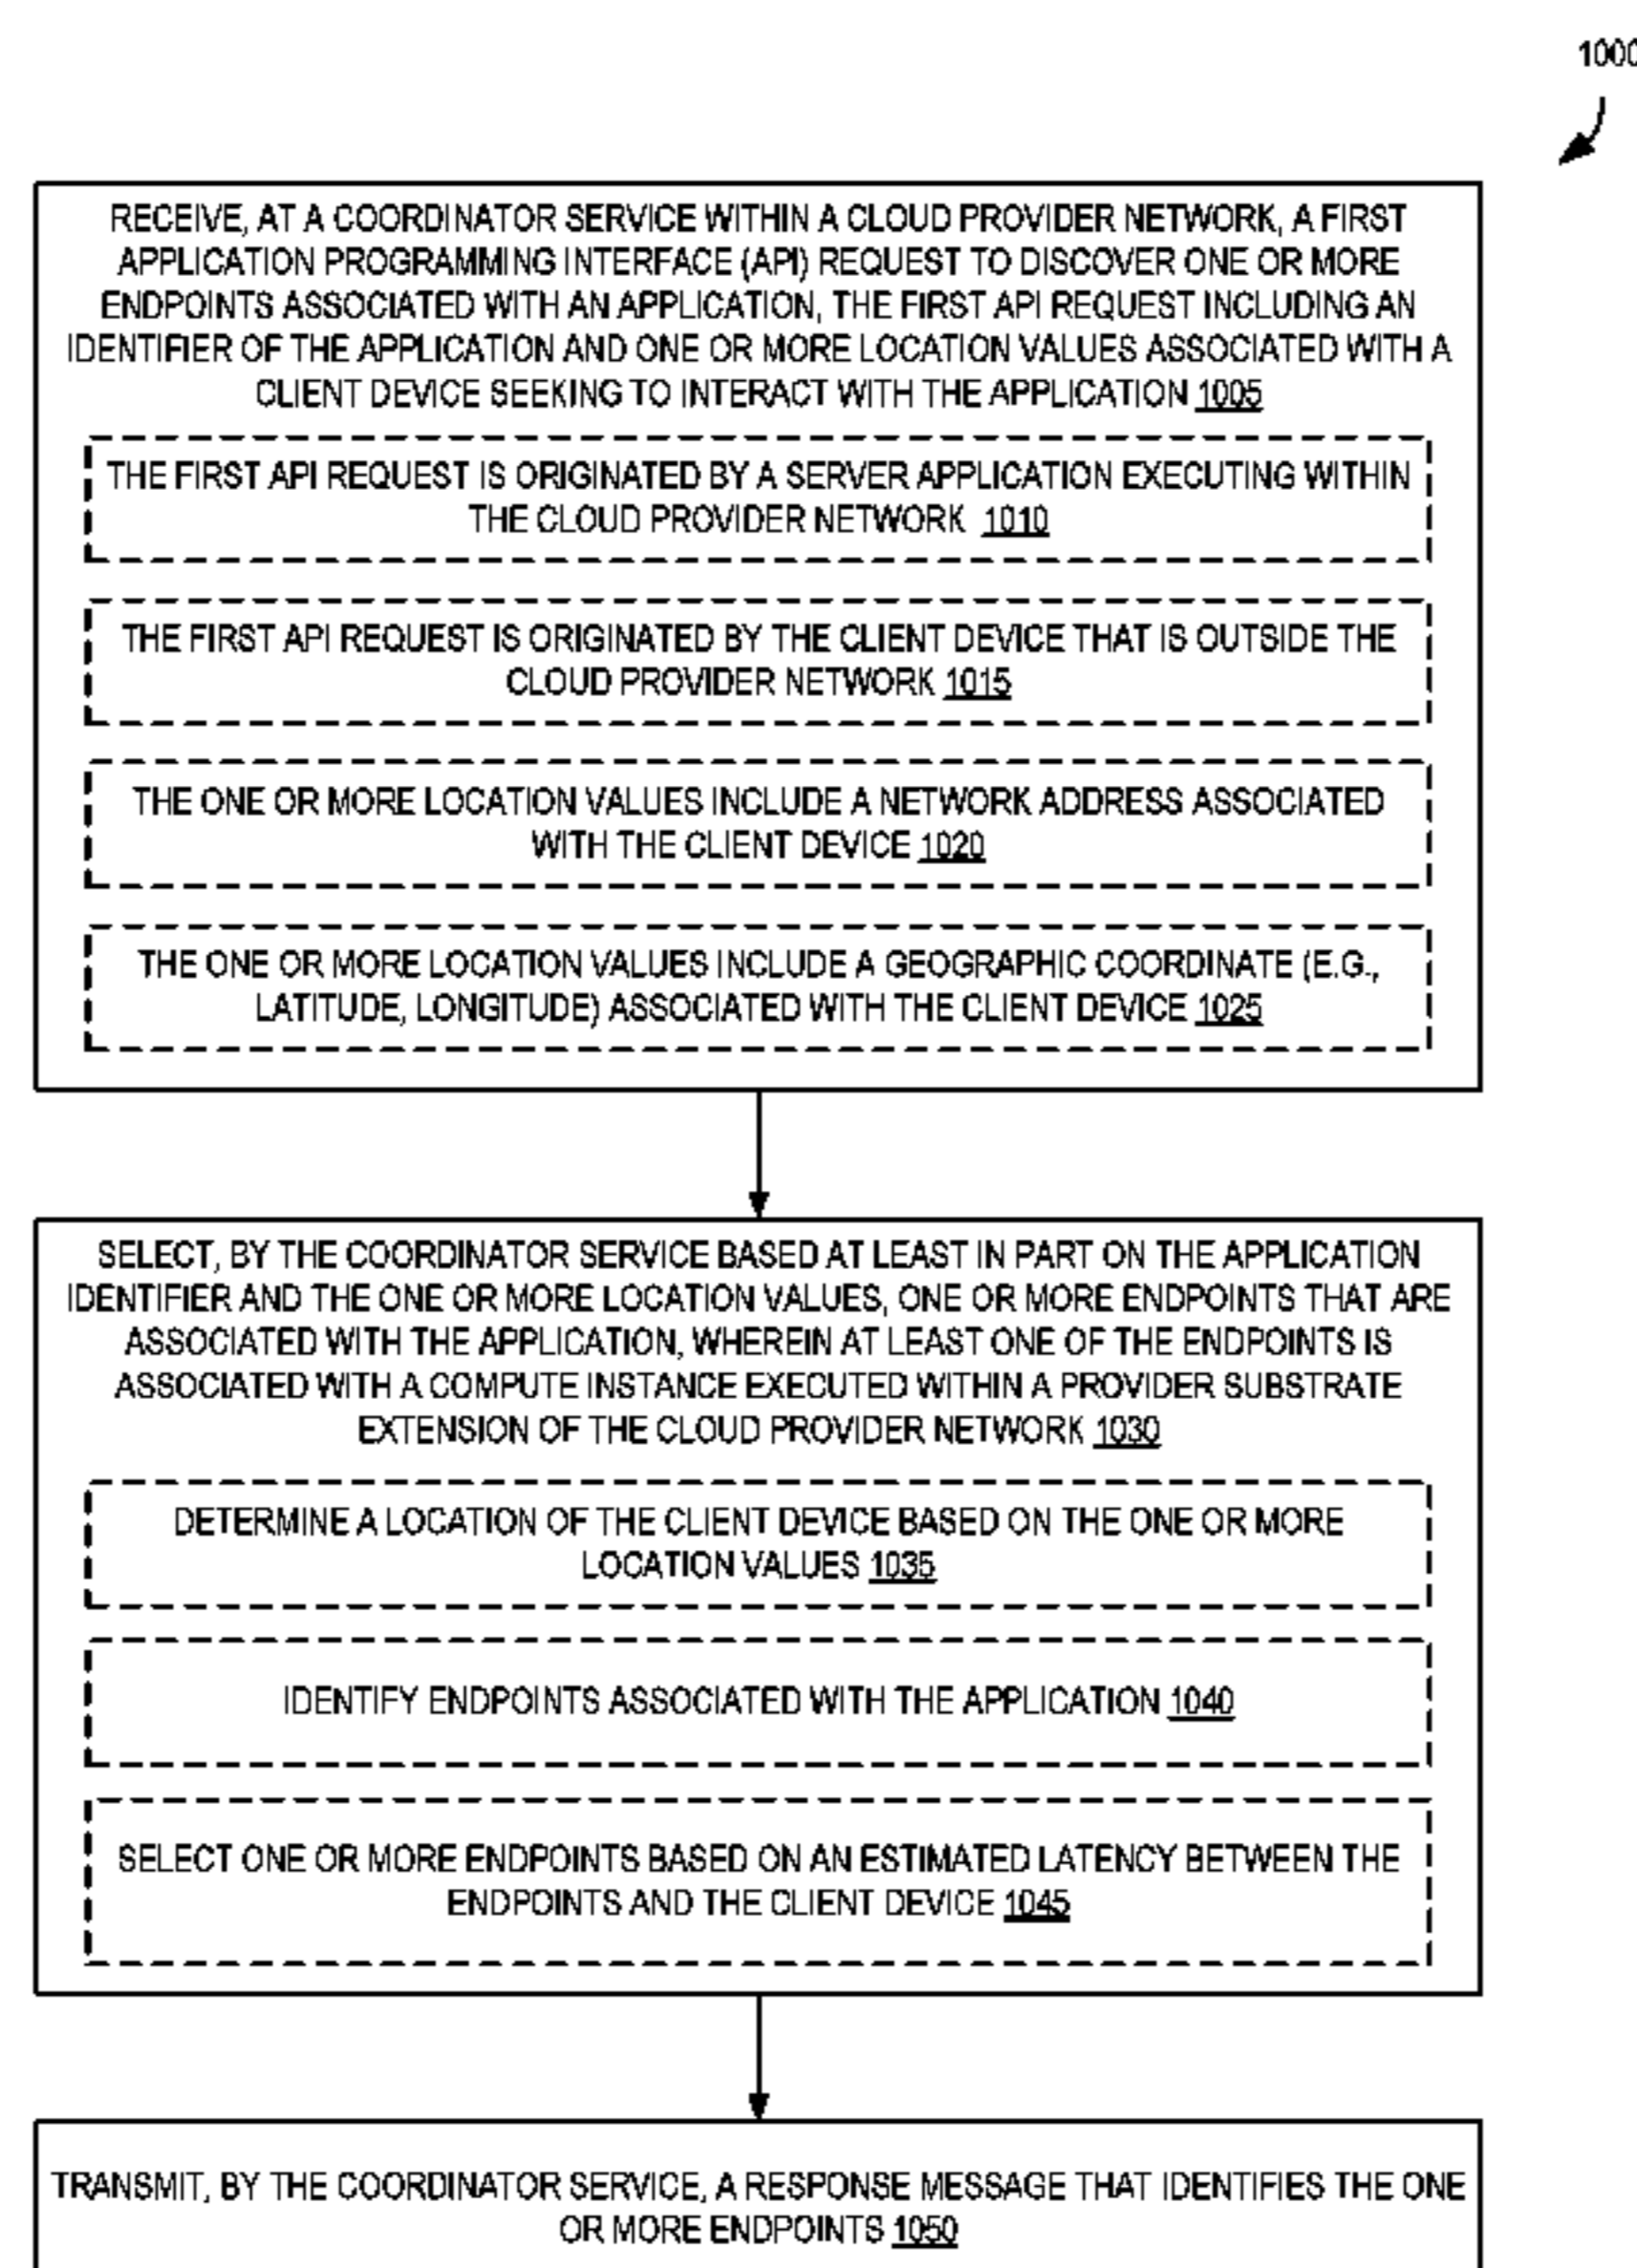 1000
RECEIVE, AT A COORDINATOR SERVICE WITHIN A CLOUD PROVIDER NETWORK, A FIRST
APPLICATION PROGRAMMING INTERFACE (API) REQUEST TO DISCOVER ONE OR MORE
ENDPOINTS ASSOCIATED WITH AN APPLICATION, THE FIRST API REQUEST INCLUDING AN
IDENTIFIER OF THE APPLICATION AND ONE OR MORE LOCATION VALUES ASSOCIATED WITH A
CLIENT DEVICE SEEKING TO INTERACT WITH THE APPLICATION 1005
THE FIRST API REQUEST IS ORIGINATED BY A SERVER APPLICATION EXECUTING WITHIN
THE CLOUD PROVIDER NETWORK 1010
THE FIRST API REQUEST IS ORIGINATED BY THE CLIENT DEVICE THAT IS OUTSIDE THE
CLOUD PROVIDER NETWORK 1015
THE ONE OR MORE LOCATION VALUES INCLUDE A NETWORK ADDRESS ASSOCIATED
WITH THE CLIENT DEVICE 1020
THE ONE OR MORE LOCATION VALUES INCLUDE A GEOGRAPHIC COORDINATE (E.G.,
LATITUDE, LONGITUDE) ASSOCIATED WITH THE CLIENT DEVICE 1025
SELECT, BY THE COORDINATOR SERVICE BASED AT LEAST IN PART ON THE APPLICATION
IDENTIFIER AND THE ONE OR MORE LOCATION VALUES, ONE OR MORE ENDPOINTS THAT ARE
ASSOCIATED WITH THE APPLICATION, WHEREIN AT LEAST ONE OF THE ENDPOINTS IS
ASSOCIATED WITH A COMPUTE INSTANCE EXECUTED WITHIN A PROVIDER SUBSTRATE
EXTENSION OF THE CLOUD PROVIDER NETWORK 1030
DETERMINE A LOCATION OF THE CLIENT DEVICE BASED ON THE ONE OR MORE
LOCATION VALUES 1035
IDENTIFY ENDPOINTS ASSOCIATED WITH THE APPLICATION 1040
SELECT ONE OR MORE ENDPOINTS BASED ON AN ESTIMATED LATENCY BETWEEN THE
ENDPOINTS AND THE CLIENT DEVICE 1045
TRANSMIT, BY THE COORDINATOR SERVICE, A RESPONSE MESSAGE THAT IDENTIFIES THE ONE
OR MORE ENDPOINTS 1050